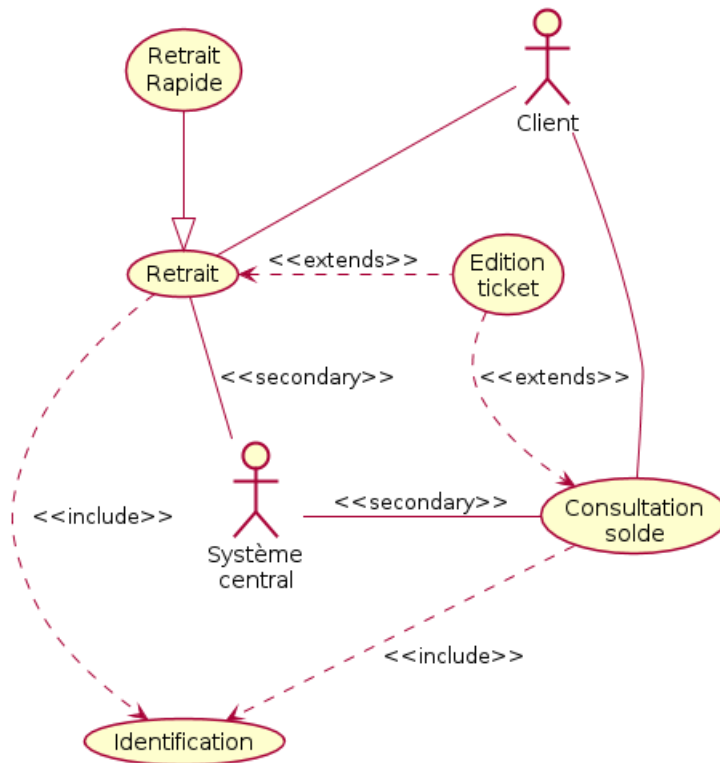 Retrait
Rapide
Client
<<extends>>
Retrait
Edition
ticket
<<secondary>>
<<extends>>
<<secondary>>
Consultation
solde
<<include>>
Système
central
<<include>>
Identification